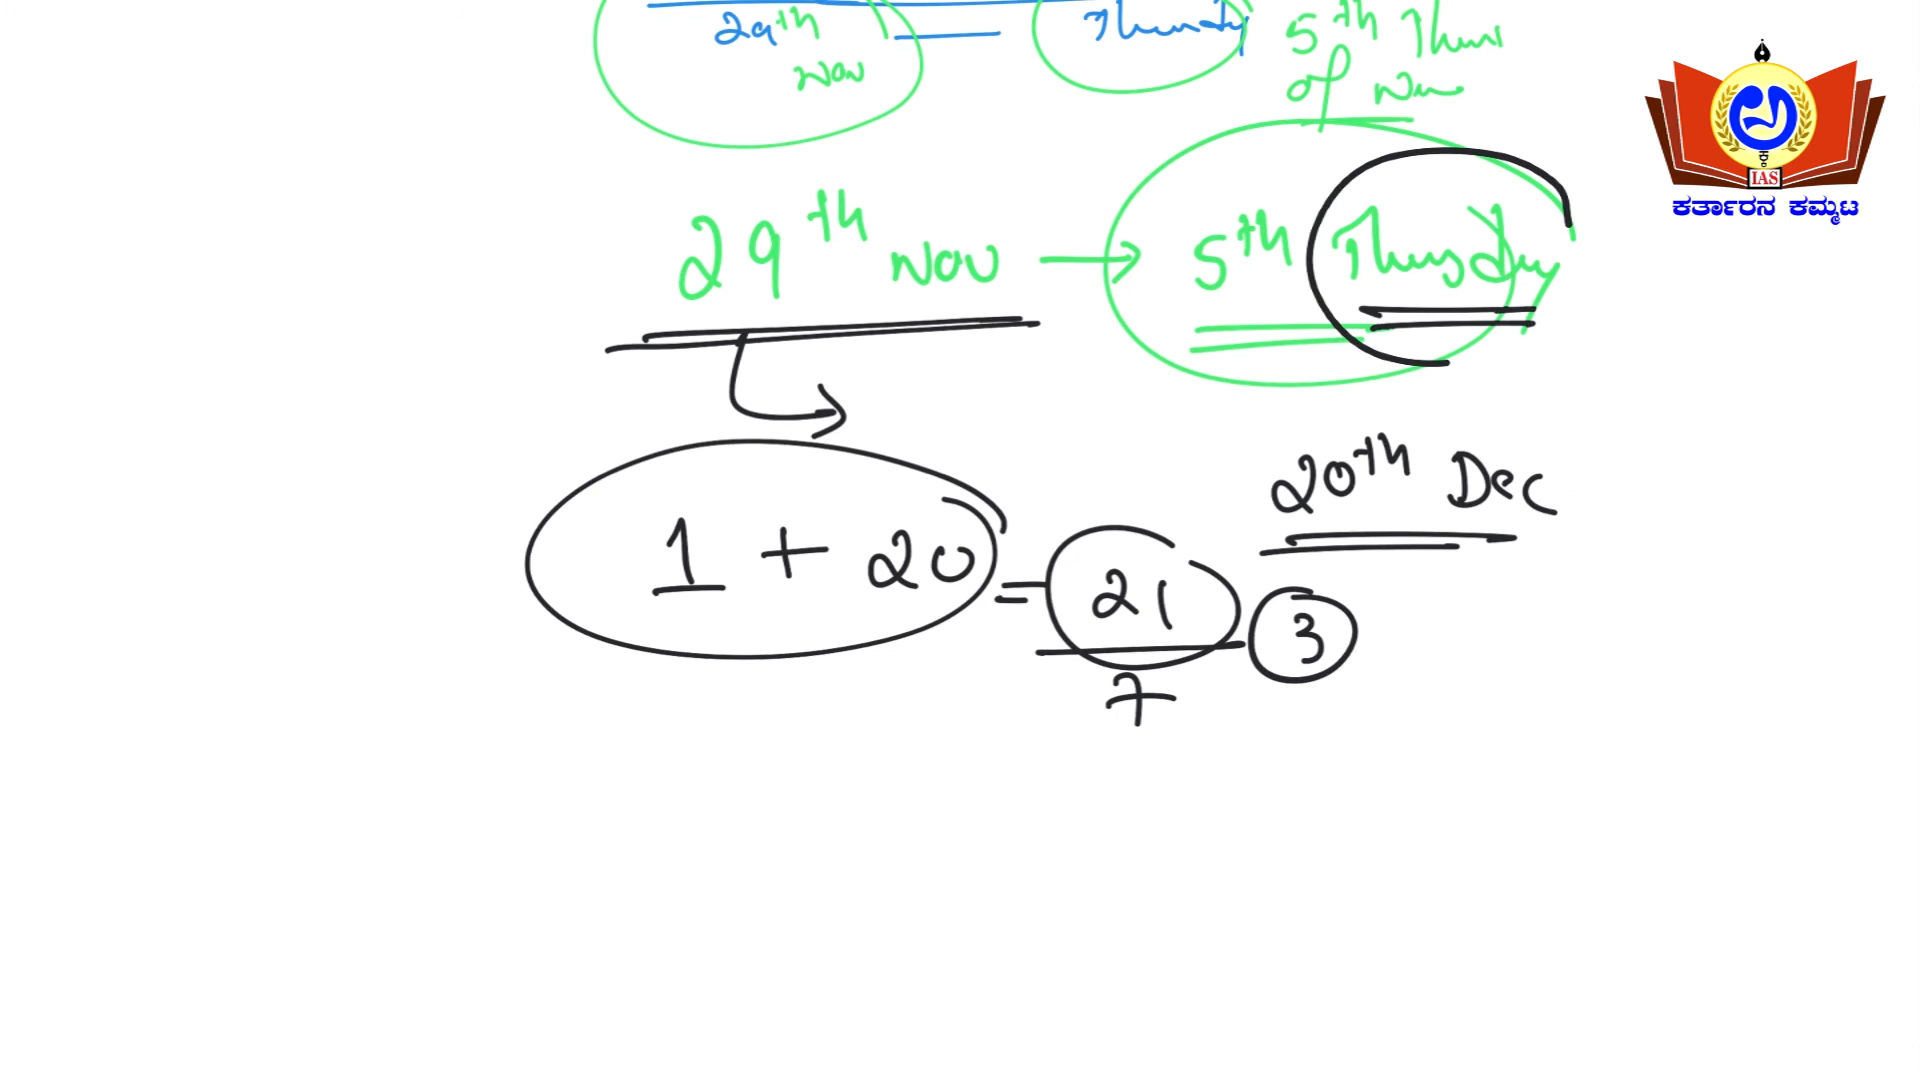 29th Thursday 5th Thurs
Nov of Nov
29th Nov → 5th Thursday
20th Dec
1 + 20 = 21 3
7
IAS
ಕರ್ತಾರನ ಕಮ್ಮಟ